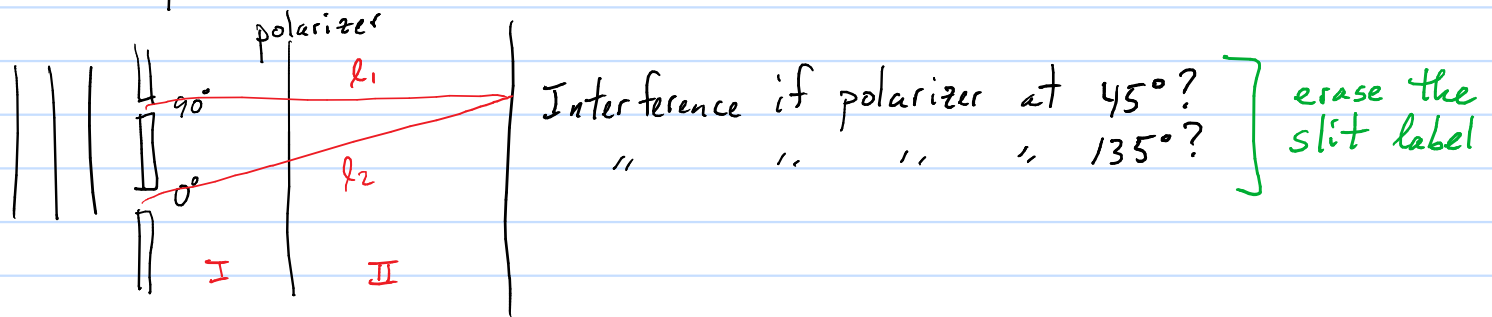 polarizer
l₁
90°
Interference if polarizer at 45°?
" " " " 135°?
erase the
slit label
l₂
0°
I II